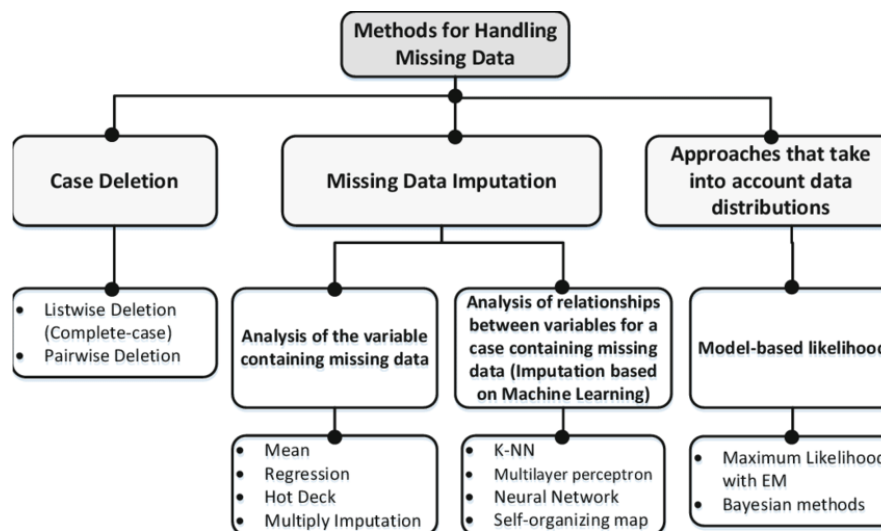 Methods for Handling
Missing Data
Case Deletion
Missing Data Imputation
Approaches that take
into account data
distributions
• Listwise Deletion
(Complete-case)
• Pairwise Deletion
Analysis of the variable
containing missing data
Analysis of relationships
between variables for a
case containing missing
data (Imputation based
on Machine Learning)
Model-based likelihood
• Mean
• Regression
• Hot Deck
• Multiply Imputation
• K-NN
• Multilayer perceptron
• Neural Network
• Self-organizing map
• Maximum Likelihood
with EM
• Bayesian methods